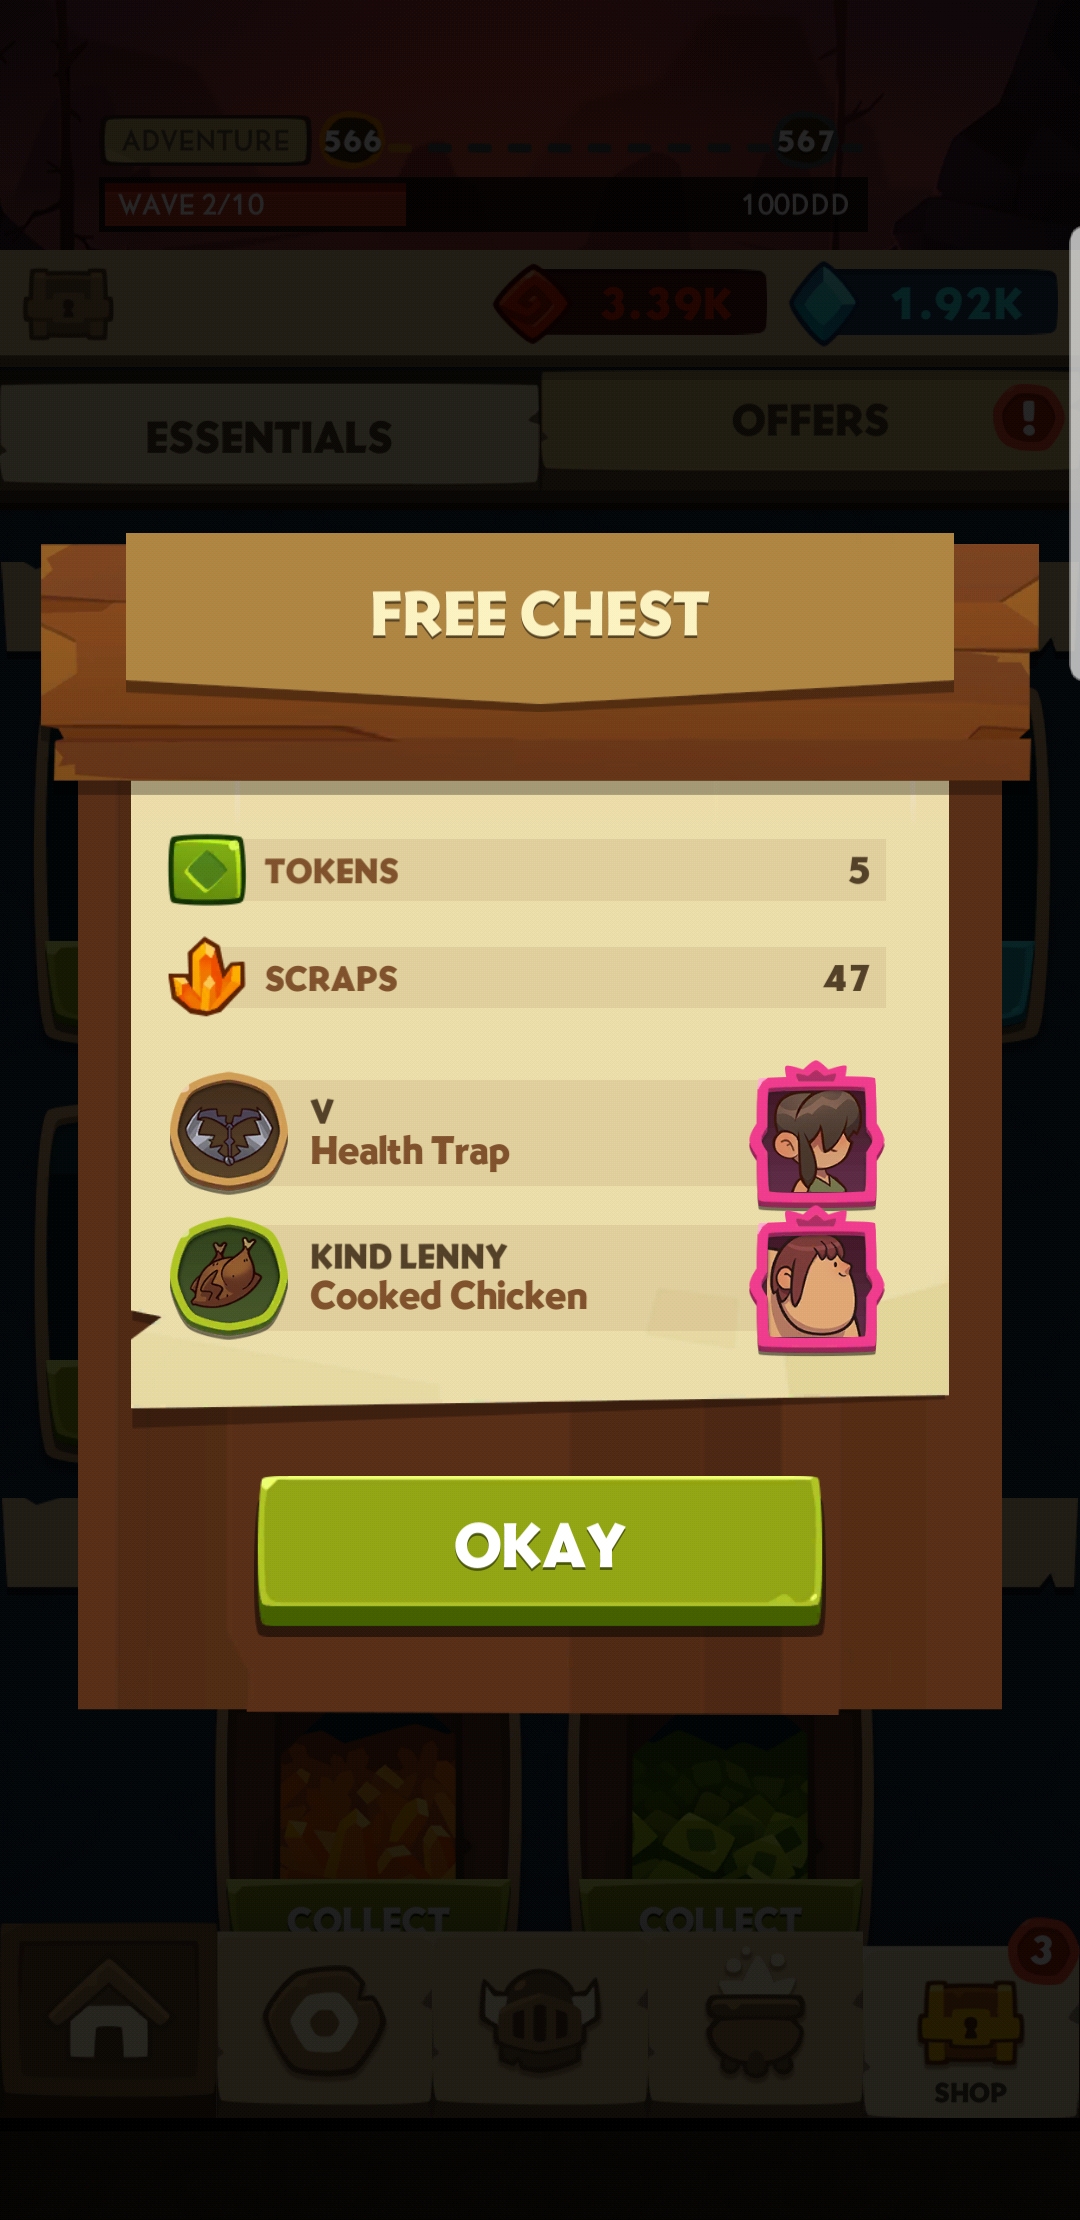 ADVENTURE 566 567
WAVE 2/10 100DDD
3.39K 1.92K
ESSENTIALS OFFERS !
FREE CHEST
TOKENS 5
SCRAPS 47
V
Health Trap
KIND LENNY
Cooked Chicken
OKAY
COLLECT COLLECT
3
SHOP